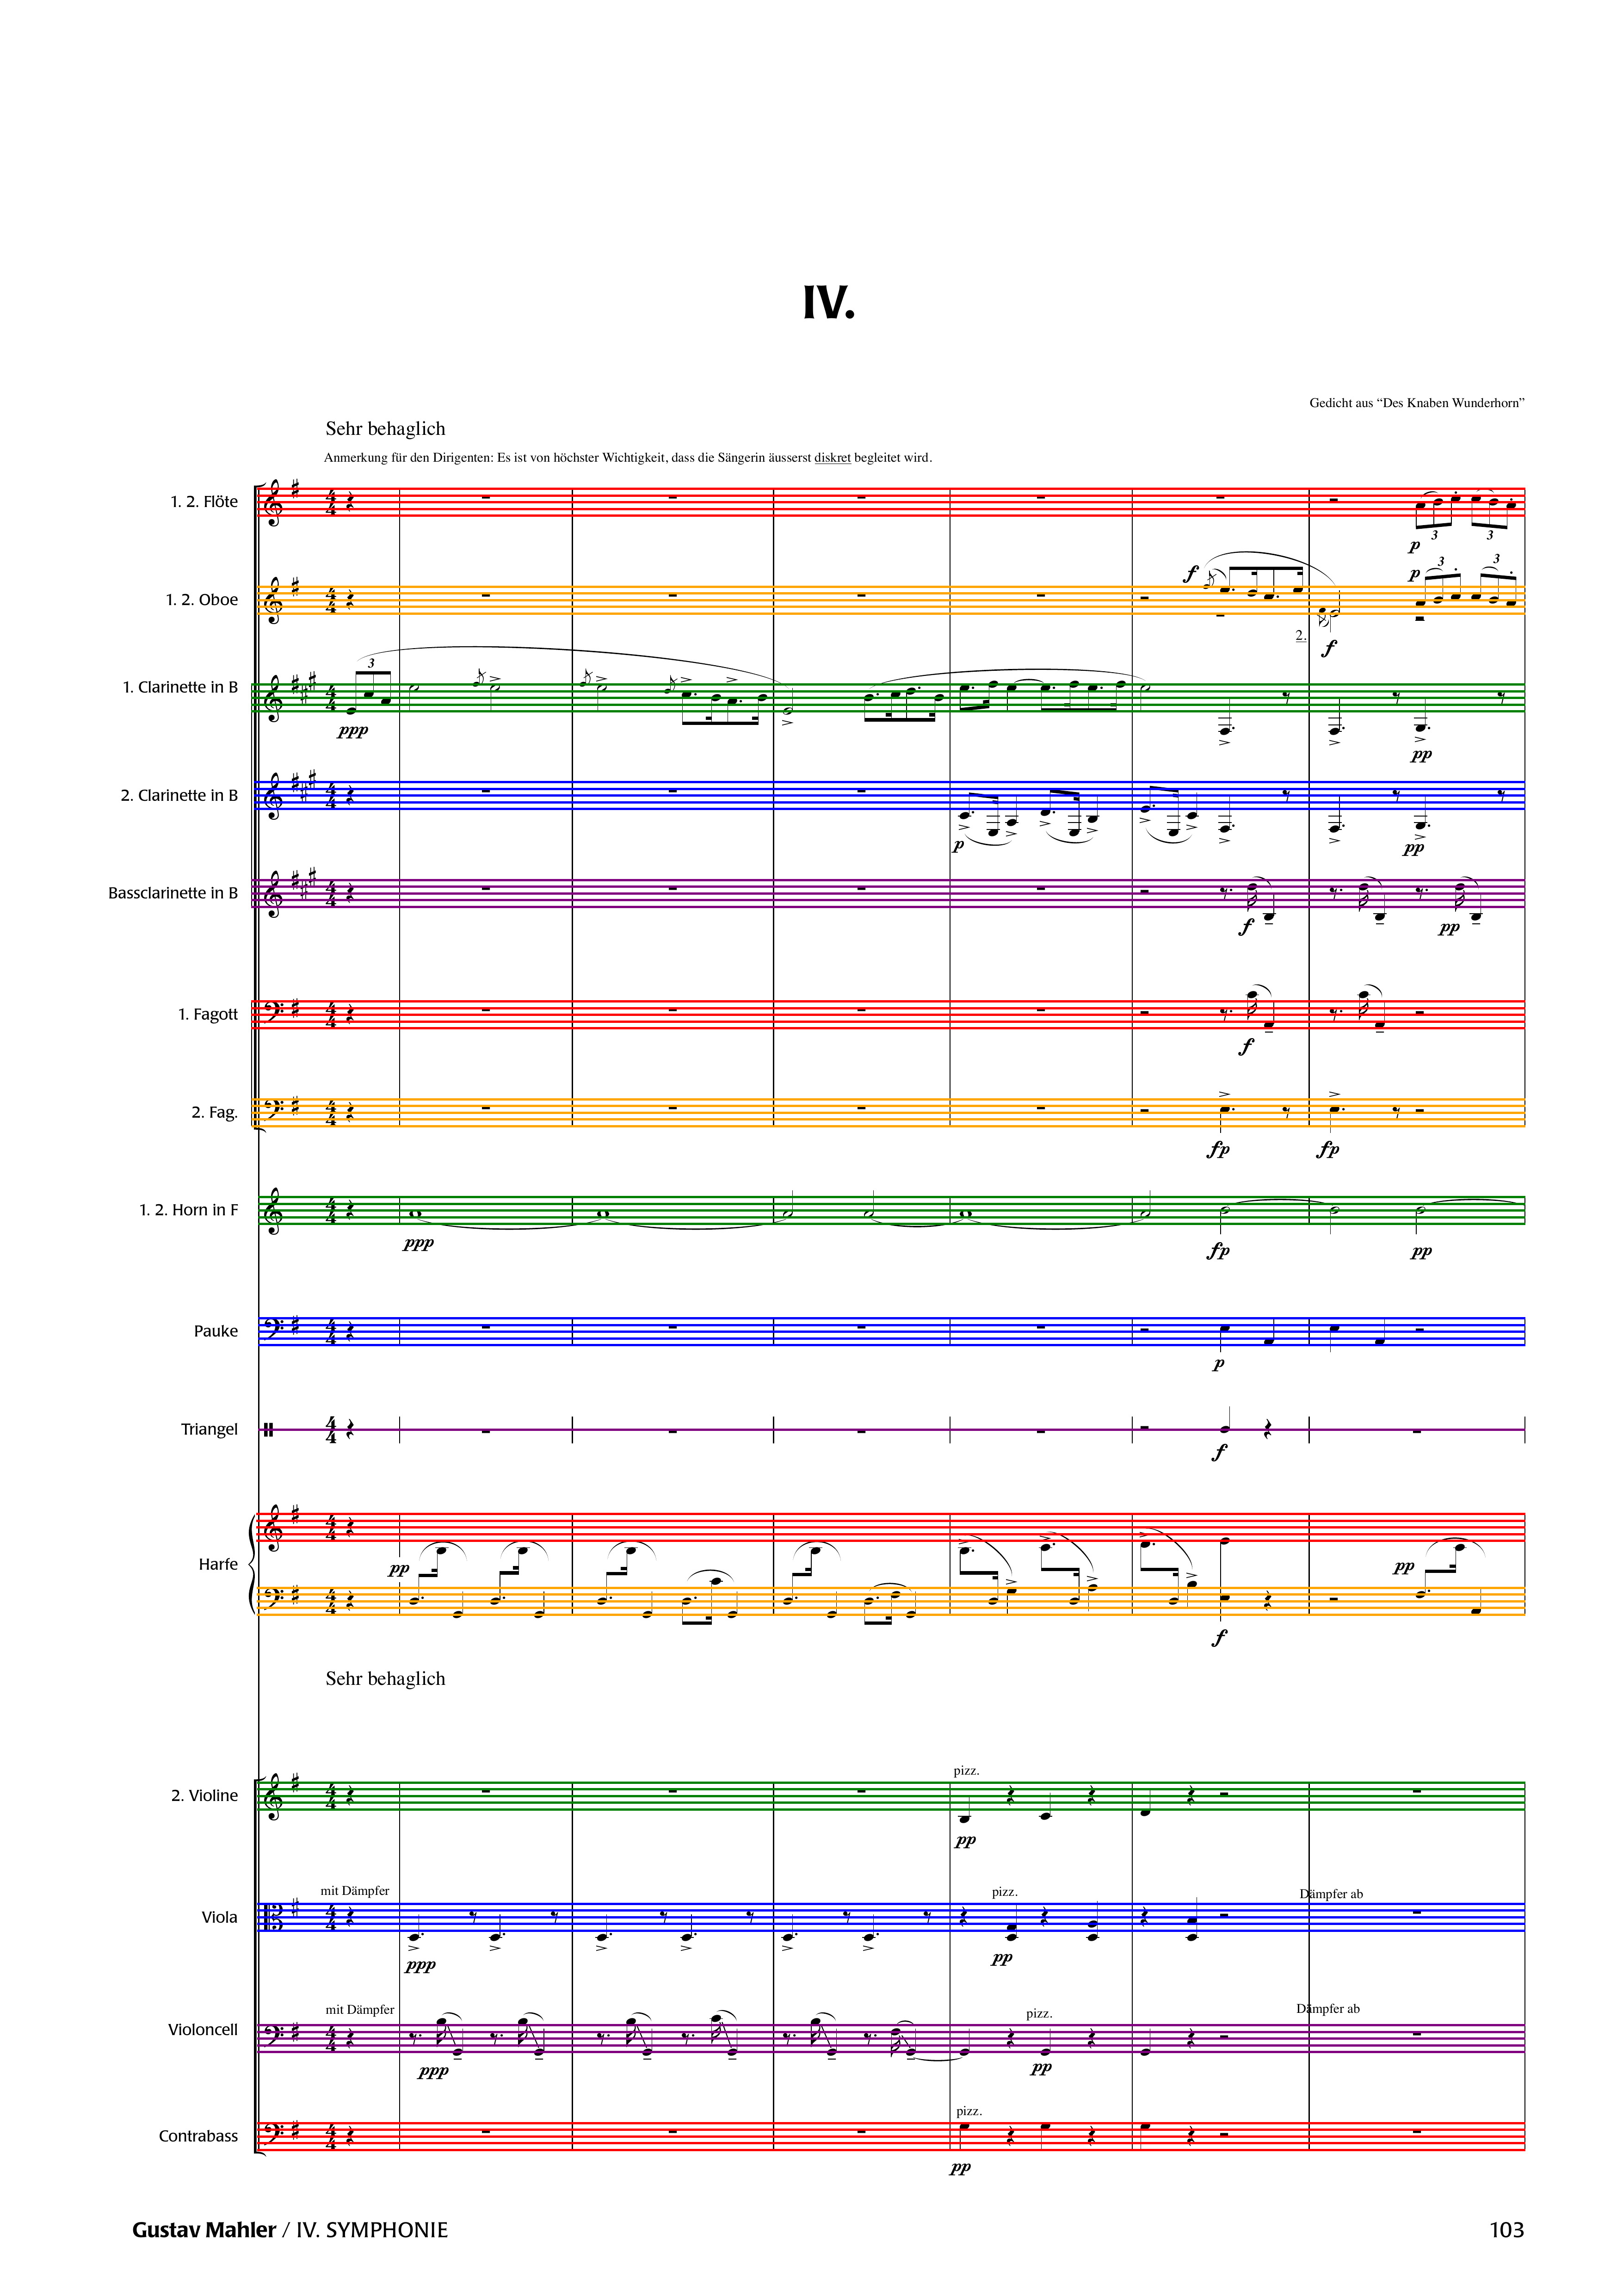 IV.
Gedicht aus “Des Knaben Wunderhorn”
Sehr behaglich
Anmerkung für den Dirigenten: Es ist von höchster Wichtigkeit, dass die Sängerin äusserst diskret begleitet wird.
1. 2. Flöte
p
3
3
1. 2. Oboe
f
p
3
3
2.
f
1. Clarinette in B
3
ppp
pp
2. Clarinette in B
p
pp
Bassclarinette in B
f
pp
1. Fagott
f
2. Fag.
fp
fp
1. 2. Horn in F
ppp
fp
pp
Pauke
p
Triangel
f
Harfe
pp
pp
f
Sehr behaglich
pizz.
2. Violine
pp
mit Dämpfer
pizz.
Dämpfer ab
Viola
ppp
pp
mit Dämpfer
pizz.
Dämpfer ab
Violoncell
ppp
pp
pizz.
Contrabass
pp
Gustav Mahler / IV. SYMPHONIE
103